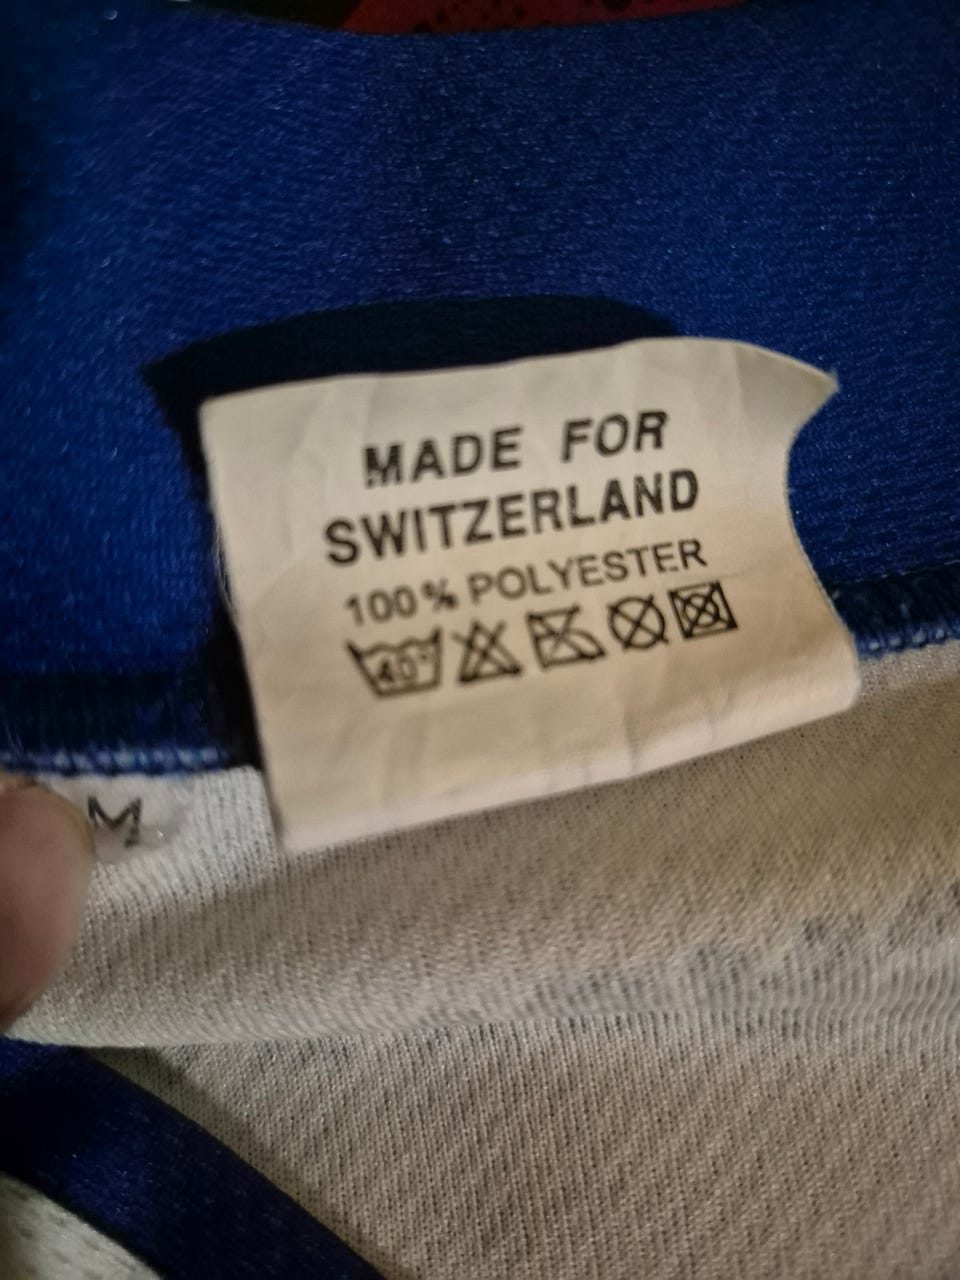 MADE FOR
SWITZERLAND
100% POLYESTER
40°
M